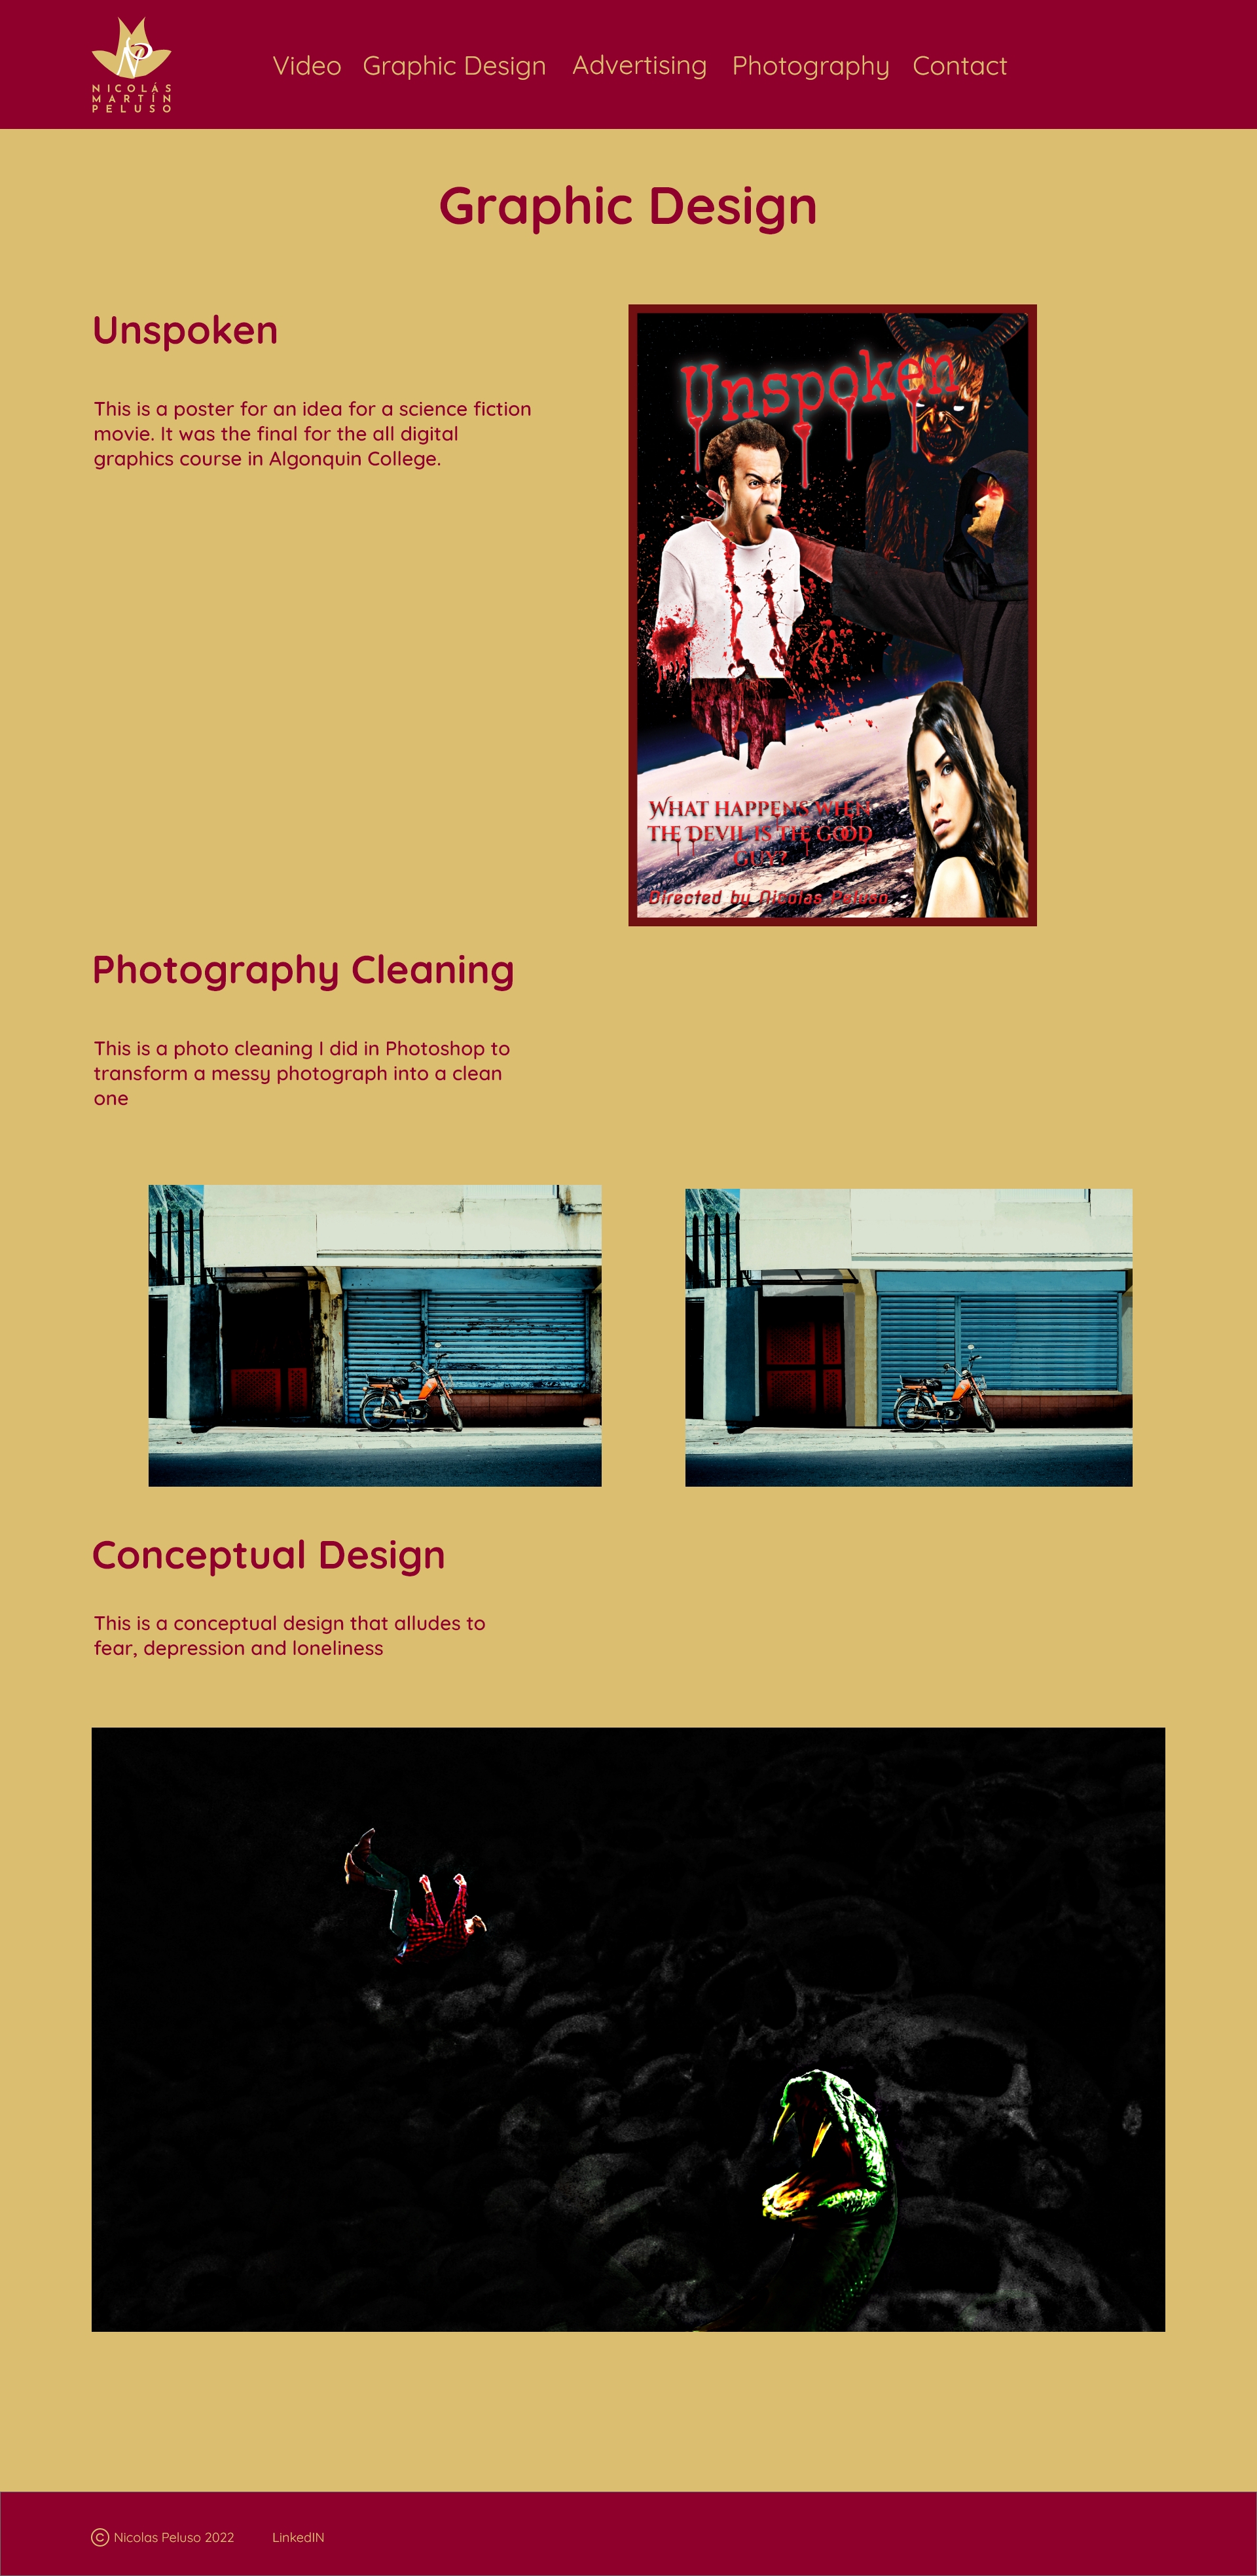 NICOLÁS
MARTÍN
PELUSO
Video Graphic Design Advertising Photography Contact
Graphic Design
Unspoken
This is a poster for an idea for a science fiction
movie. It was the final for the all digital
graphics course in Algonquin College.
Unspoken
WHAT HAPPENS WHEN
THE DEVIL IS THE GOOD
GUY?
Directed by Nicolas Peluso
Photography Cleaning
This is a photo cleaning I did in Photoshop to
transform a messy photograph into a clean
one
Conceptual Design
This is a conceptual design that alludes to
fear, depression and loneliness
© Nicolas Peluso 2022 LinkedIN